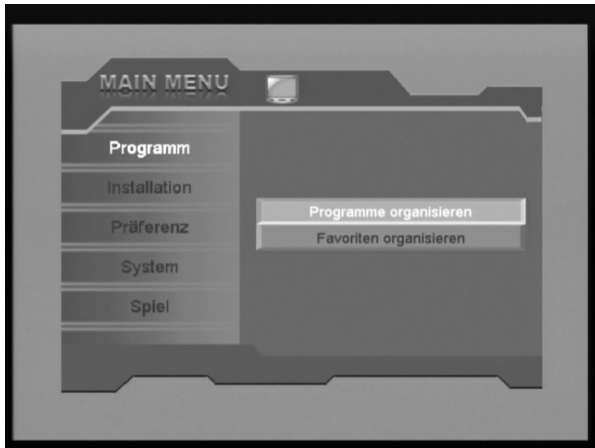 MAIN MENU
Programm
Installation
Präferenz
System
Spiel
Programme organisieren
Favoriten organisieren